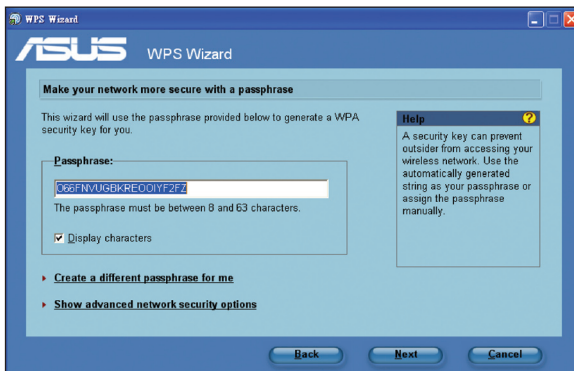 WPS Wizard
ASUS WPS Wizard
Make your network more secure with a passphrase
This wizard will use the passphrase provided below to generate a WPA
security key for you.
Passphrase:
O66FNVUGBKREOOIYF2FZ
The passphrase must be between 8 and 63 characters.
Display characters
Create a different passphrase for me
Show advanced network security options
Help ?
A security key can prevent
outsider from accessing your
wireless network. Use the
automatically generated
string as your passphrase or
assign the passphrase
manually.
Back Next Cancel